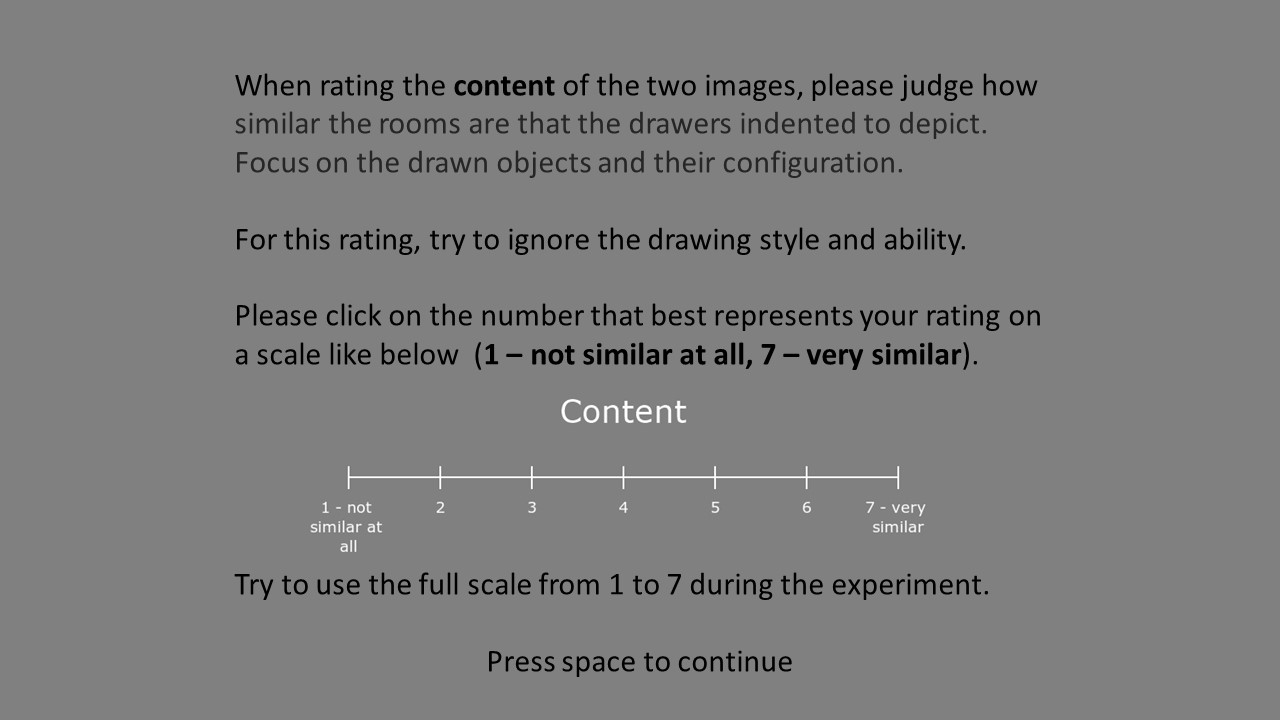 When rating the content of the two images, please judge how
similar the rooms are that the drawers indented to depict.
Focus on the drawn objects and their configuration.
For this rating, try to ignore the drawing style and ability.
Please click on the number that best represents your rating on
a scale like below (1 – not similar at all, 7 – very similar).
Content
1 - not similar at all 2 3 4 5 6 7 - very similar
Try to use the full scale from 1 to 7 during the experiment.
Press space to continue